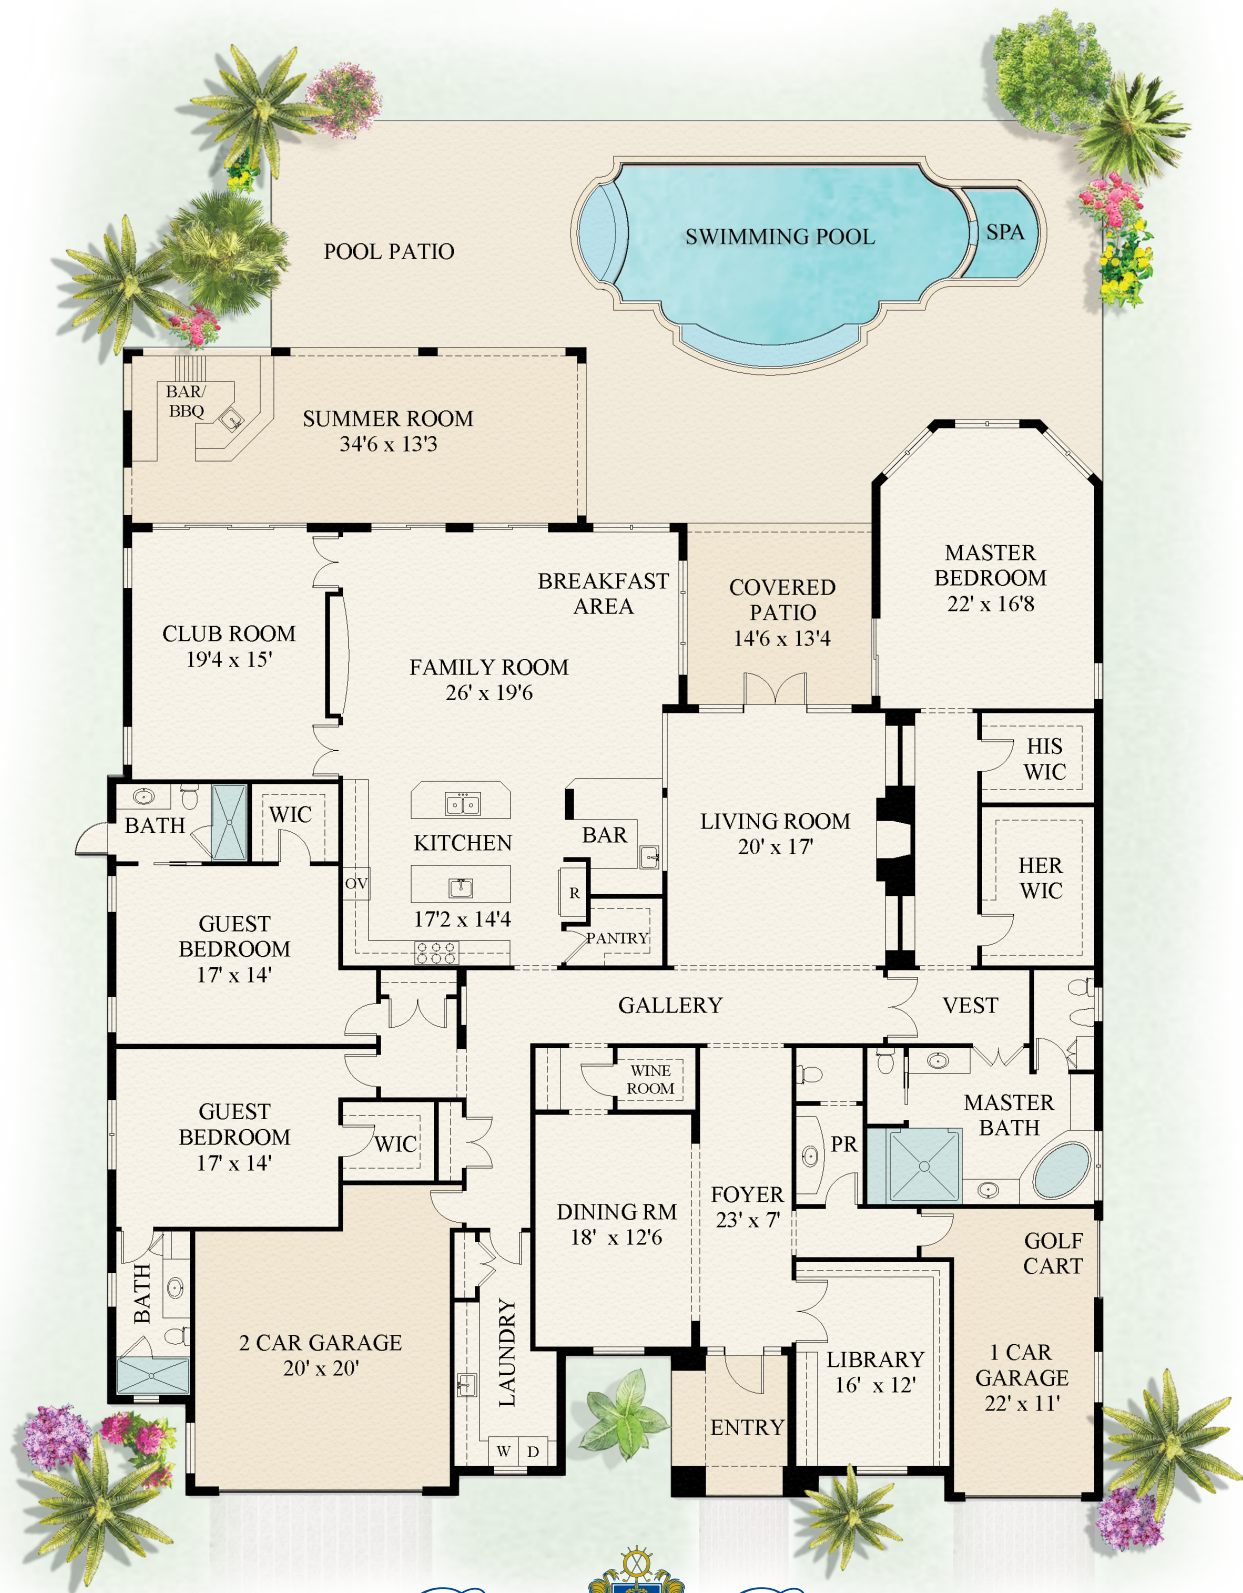 POOL PATIO
SWIMMING POOL
SPA
BAR/
BBQ
SUMMER ROOM
34'6 x 13'3
BREAKFAST
AREA
COVERED
PATIO
14'6 x 13'4
MASTER
BEDROOM
22' x 16'8
CLUB ROOM
19'4 x 15'
FAMILY ROOM
26' x 19'6
HIS
WIC
BATH
WIC
KITCHEN
BAR
LIVING ROOM
20' x 17'
HER
WIC
OV
R
17'2 x 14'4
PANTRY
GUEST
BEDROOM
17' x 14'
GALLERY
VEST
WINE
ROOM
GUEST
BEDROOM
17' x 14'
WIC
MASTER
BATH
PR
DINING RM
18' x 12'6
FOYER
23' x 7'
GOLF
CART
BATH
2 CAR GARAGE
20' x 20'
LAUNDRY
LIBRARY
16' x 12'
1 CAR
GARAGE
22' x 11'
ENTRY
W
D